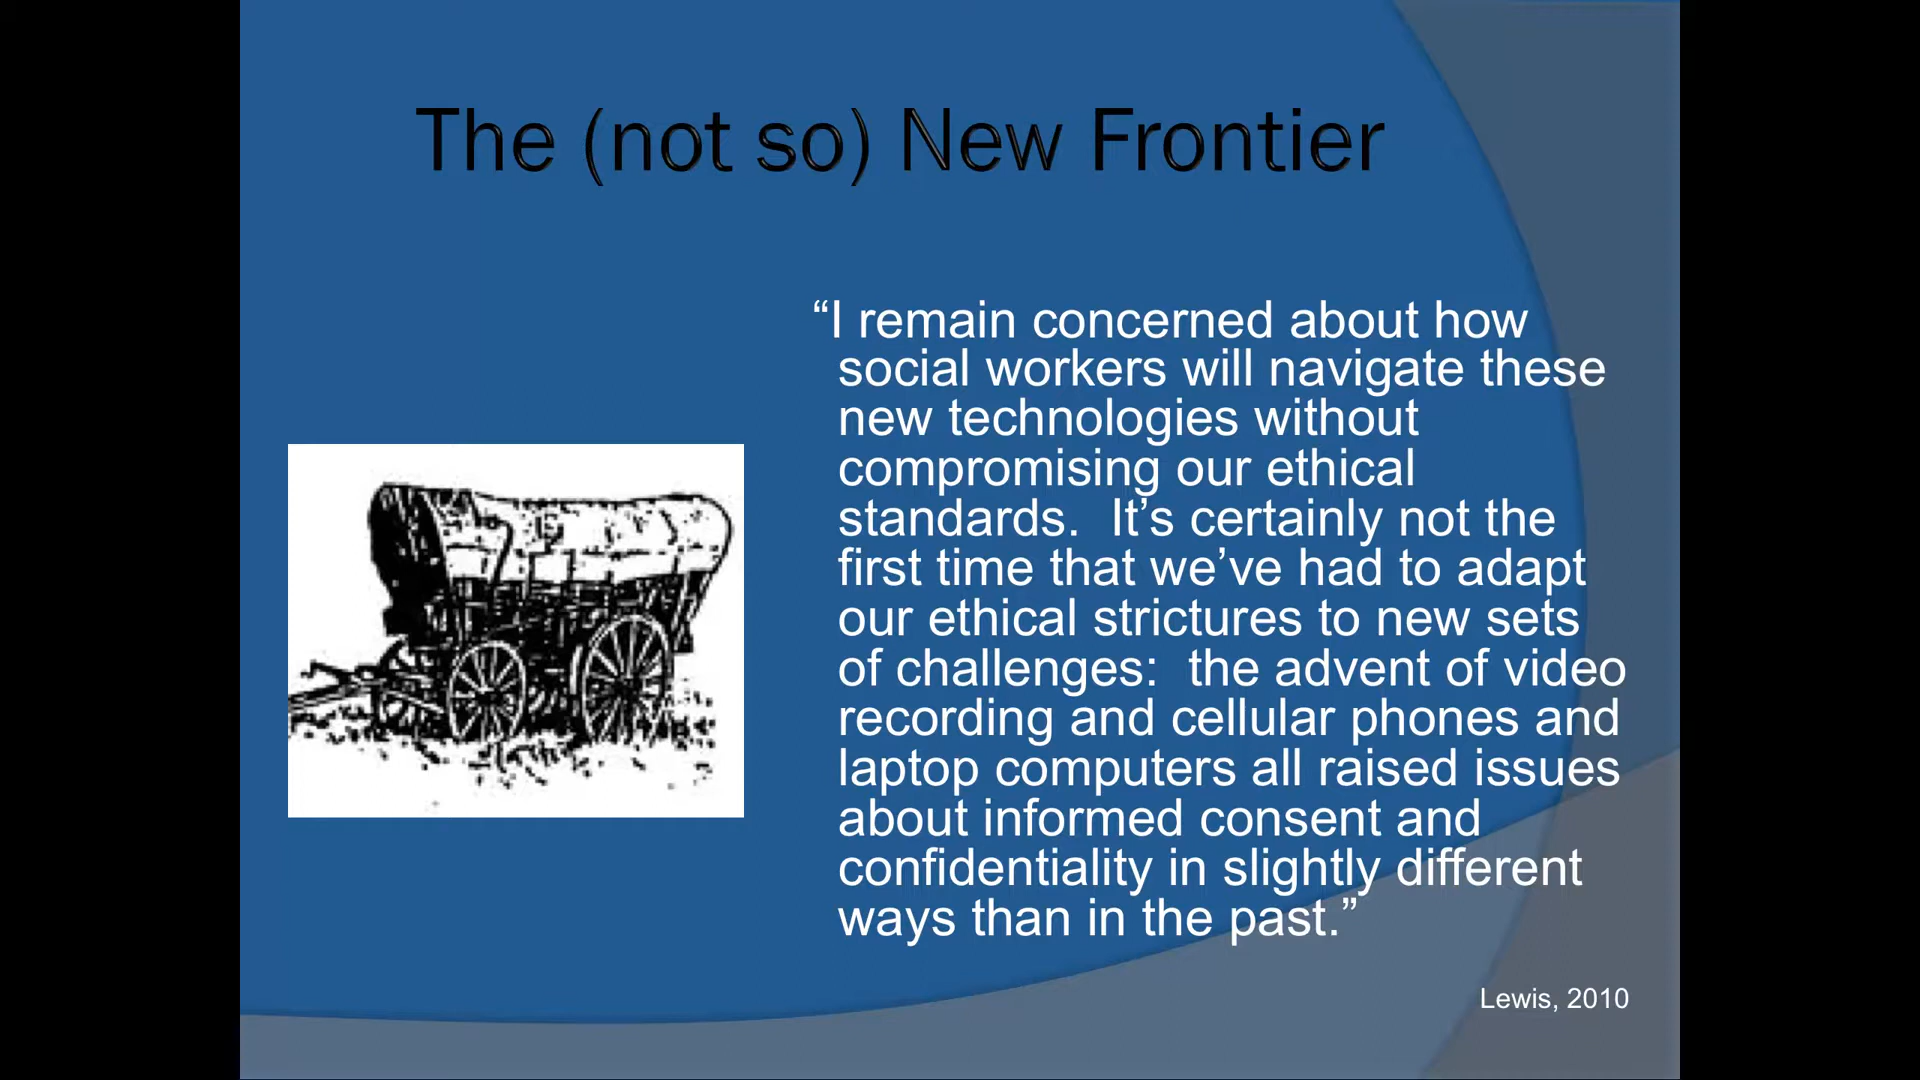 The (not so) New Frontier
“I remain concerned about how
social workers will navigate these
new technologies without
compromising our ethical
standards.  It’s certainly not the
first time that we’ve had to adapt
our ethical strictures to new sets
of challenges:  the advent of video
recording and cellular phones and
laptop computers all raised issues
about informed consent and
confidentiality in slightly different
ways than in the past.”
Lewis, 2010